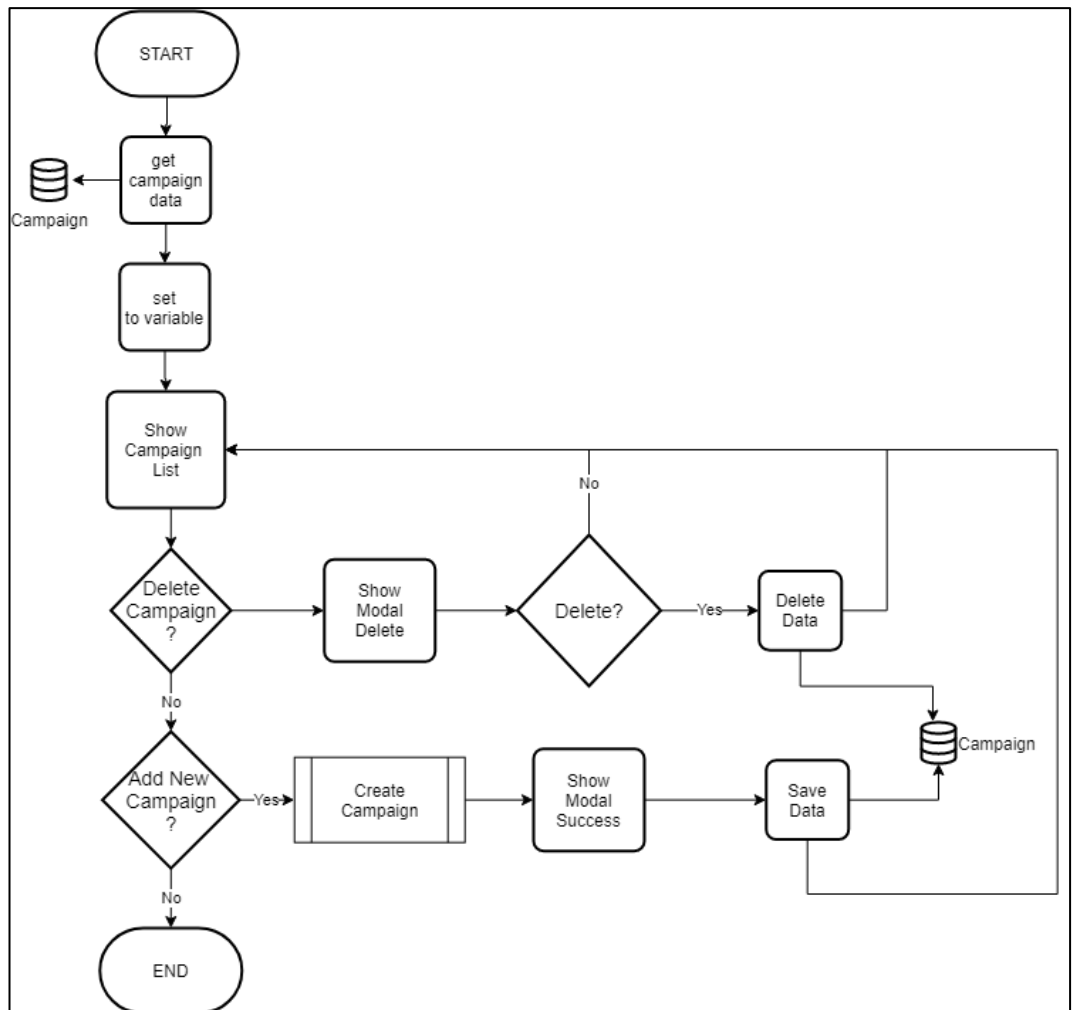 START
get
campaign
data
Campaign
set
to variable
Show
Campaign
List
No
Delete
Campaign
?
Show
Modal
Delete
Delete?
Yes
Delete
Data
No
Campaign
Add New
Campaign
?
Yes
Create
Campaign
Show
Modal
Success
Save
Data
No
END